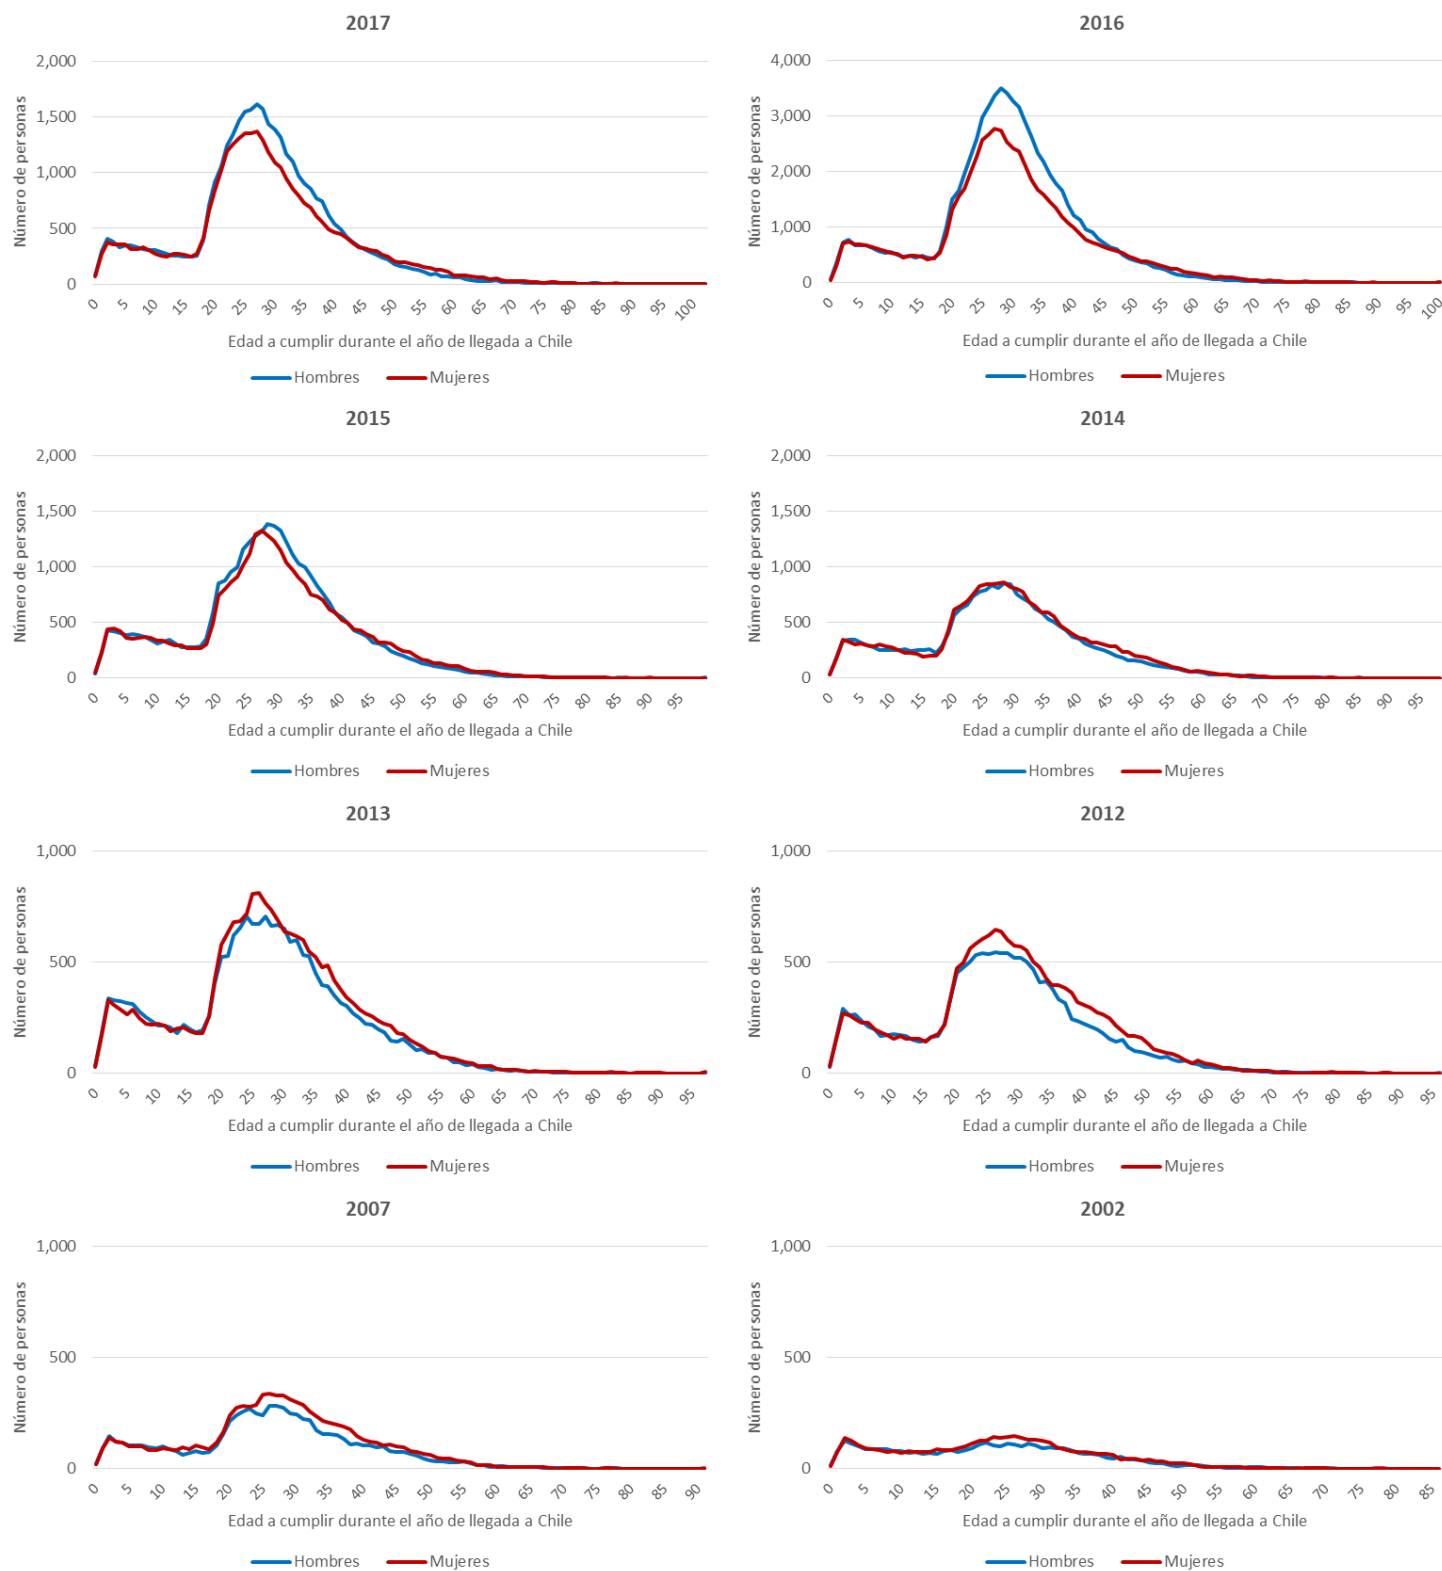 2017
Número de personas
2,000
1,500
1,000
500
0
0 5 10 15 20 25 30 35 40 45 50 55 60 65 70 75 80 85 90 95 100
Edad a cumplir durante el año de llegada a Chile
Hombres Mujeres
2016
Número de personas
4,000
3,000
2,000
1,000
0
0 5 10 15 20 25 30 35 40 45 50 55 60 65 70 75 80 85 90 95 100
Edad a cumplir durante el año de llegada a Chile
Hombres Mujeres
2015
Número de personas
2,000
1,500
1,000
500
0
0 5 10 15 20 25 30 35 40 45 50 55 60 65 70 75 80 85 90 95
Edad a cumplir durante el año de llegada a Chile
Hombres Mujeres
2014
Número de personas
2,000
1,500
1,000
500
0
0 5 10 15 20 25 30 35 40 45 50 55 60 65 70 75 80 85 90 95
Edad a cumplir durante el año de llegada a Chile
Hombres Mujeres
2013
Número de personas
1,000
500
0
0 5 10 15 20 25 30 35 40 45 50 55 60 65 70 75 80 85 90 95
Edad a cumplir durante el año de llegada a Chile
Hombres Mujeres
2012
Número de personas
1,000
500
0
0 5 10 15 20 25 30 35 40 45 50 55 60 65 70 75 80 85 90 95
Edad a cumplir durante el año de llegada a Chile
Hombres Mujeres
2007
Número de personas
1,000
500
0
0 5 10 15 20 25 30 35 40 45 50 55 60 65 70 75 80 85 90
Edad a cumplir durante el año de llegada a Chile
Hombres Mujeres
2002
Número de personas
1,000
500
0
0 5 10 15 20 25 30 35 40 45 50 55 60 65 70 75 80 85
Edad a cumplir durante el año de llegada a Chile
Hombres Mujeres